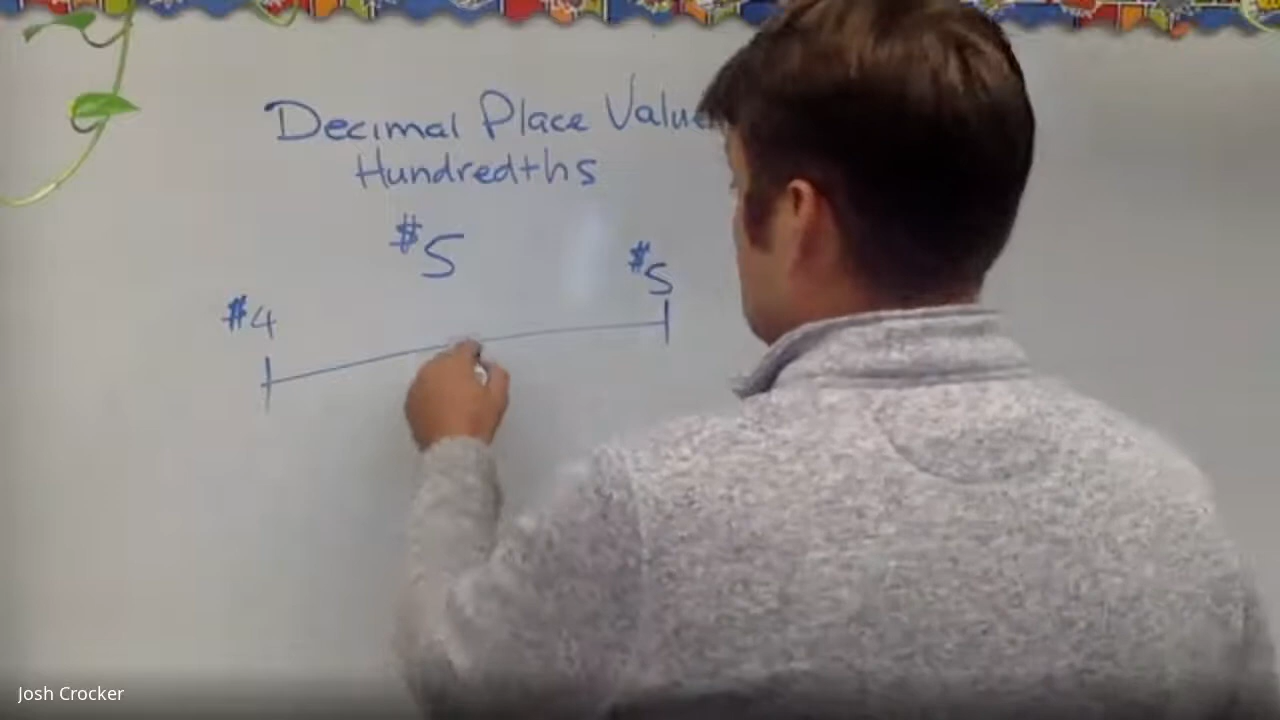 Decimal Place Value
Hundredths
$5
$5
$4
Josh Crocker